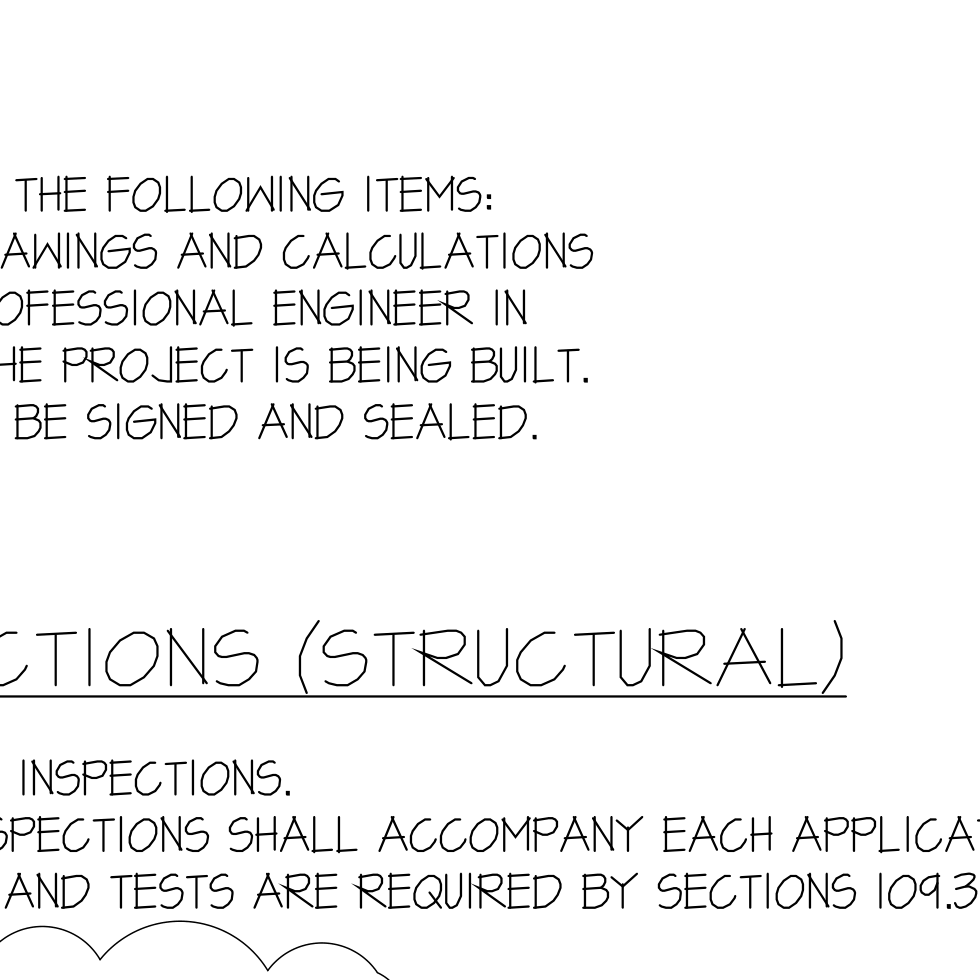 THE FOLLOWING ITEMS:
AWINGS AND CALCULATIONS
OFESSIONAL ENGINEER IN
HE PROJECT IS BEING BUILT.
BE SIGNED AND SEALED.
CTIONS (STRUCTURAL)
INSPECTIONS.
SPECTIONS SHALL ACCOMPANY EACH APPLICAT
AND TESTS ARE REQUIRED BY SECTIONS 109.3